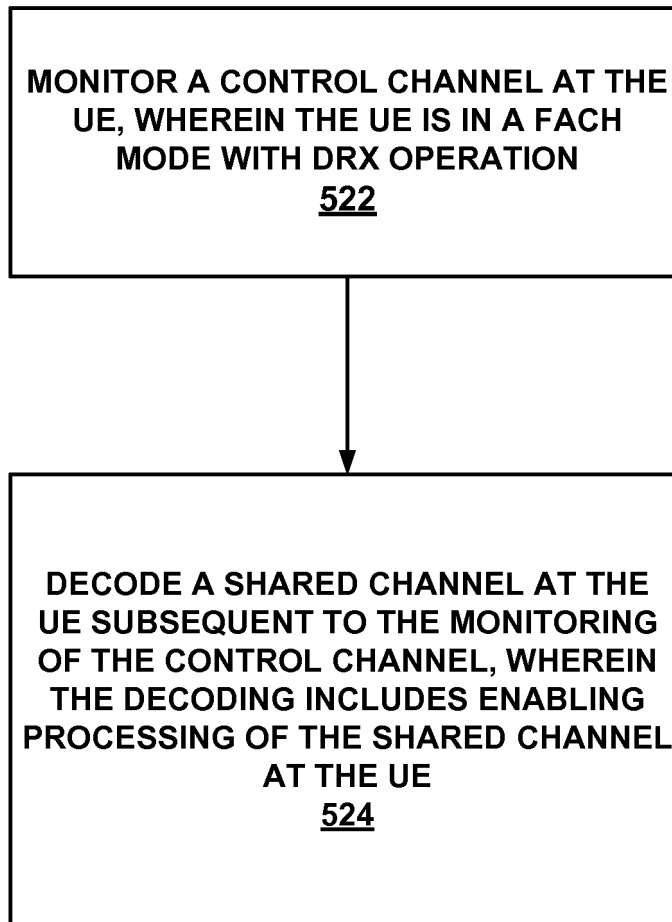 MONITOR A CONTROL CHANNEL AT THE
UE, WHEREIN THE UE IS IN A FACH
MODE WITH DRX OPERATION
522
DECODE A SHARED CHANNEL AT THE
UE SUBSEQUENT TO THE MONITORING
OF THE CONTROL CHANNEL, WHEREIN
THE DECODING INCLUDES ENABLING
PROCESSING OF THE SHARED CHANNEL
AT THE UE
524